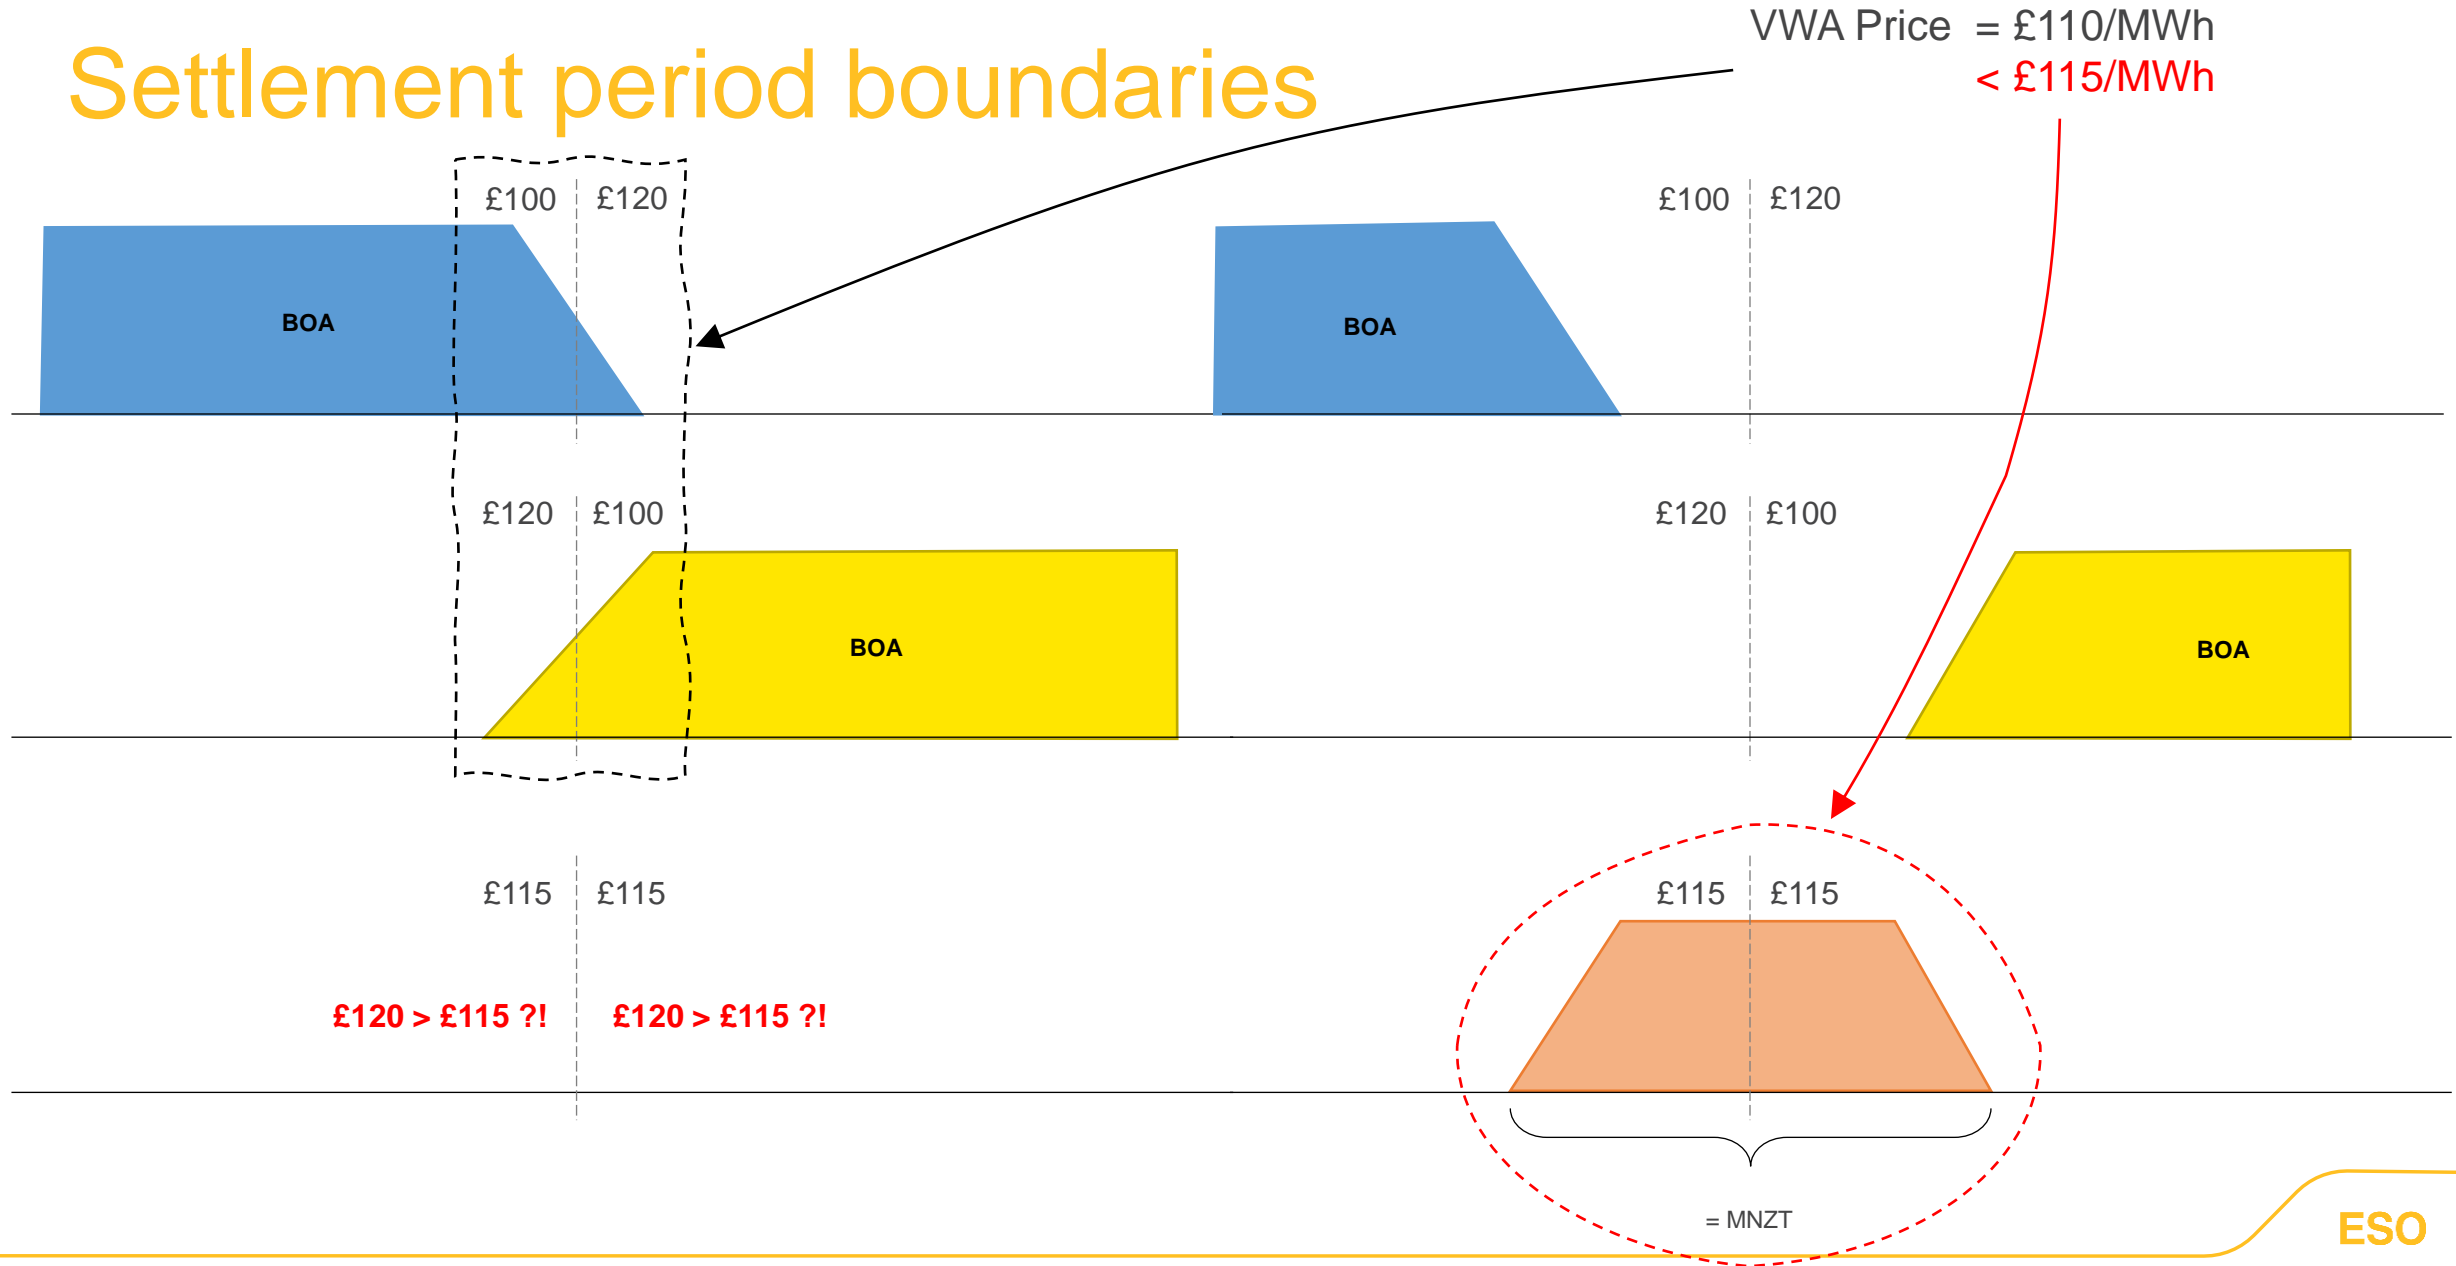 VWA Price = £110/MWh
< £115/MWh
Settlement period boundaries
£100 £120
£100 £120
BOA
BOA
£120 £100
£120 £100
BOA
BOA
£115 £115
£115 £115
£120 > £115 ?! £120 > £115 ?!
= MNZT
ESO